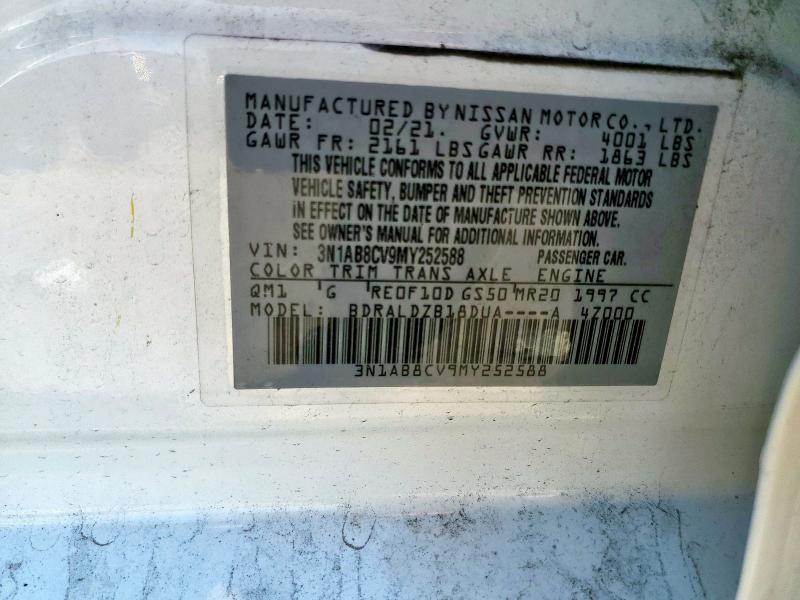 MANUFACTURED BY NISSAN MOTOR CO., LTD.
DATE: 02/21. GVWR: 4001 LBS
GAWR FR: 2161 LBS GAWR RR: 1863 LBS
THIS VEHICLE CONFORMS TO ALL APPLICABLE FEDERAL MOTOR
VEHICLE SAFETY, BUMPER AND THEFT PREVENTION STANDARDS
IN EFFECT ON THE DATE OF MANUFACTURE SHOWN ABOVE.
SEE OWNER'S MANUAL FOR ADDITIONAL INFORMATION.
VIN: 3N1AB8CV9MY252588 PASSENGER CAR.
COLOR TRIM TRANS AXLE ENGINE
QM1 G RE0F10D GS50 MR20 1997 CC
MODEL: BDRALDZB18DUA----A 4Z000
3N1AB8CV9MY252588